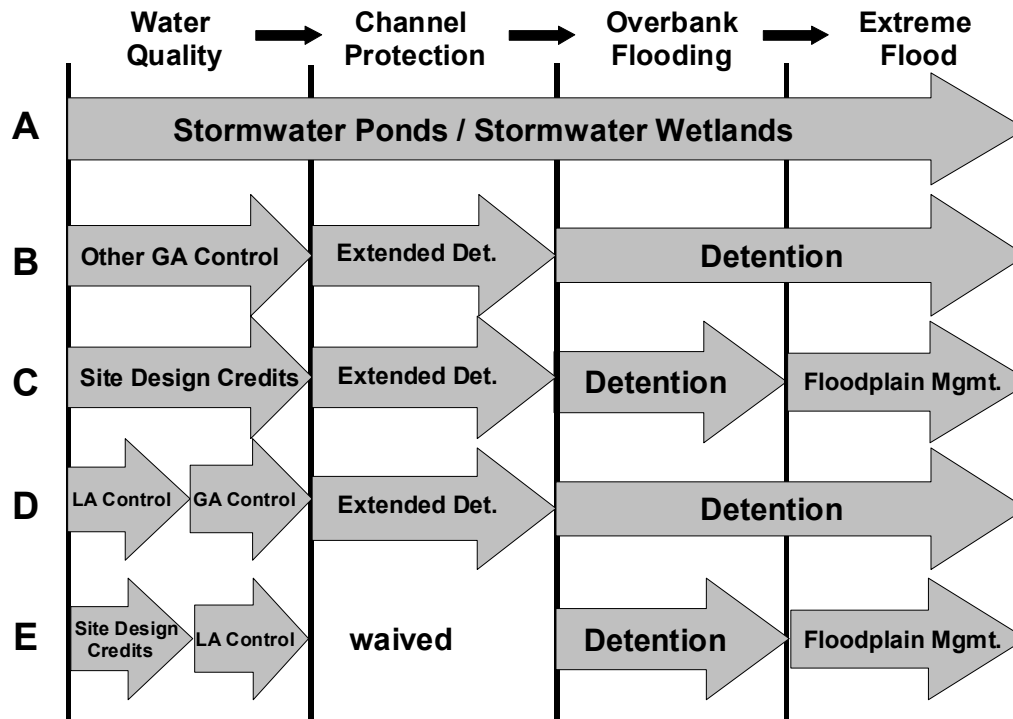 Water Quality
Channel Protection
Overbank Flooding
Extreme Flood
A
Stormwater Ponds / Stormwater Wetlands
B
Other GA Control
Extended Det.
Detention
C
Site Design Credits
Extended Det.
Detention
Floodplain Mgmt.
D
LA Control
GA Control
Extended Det.
Detention
E
Site Design
Credits
LA Control
waived
Detention
Floodplain Mgmt.